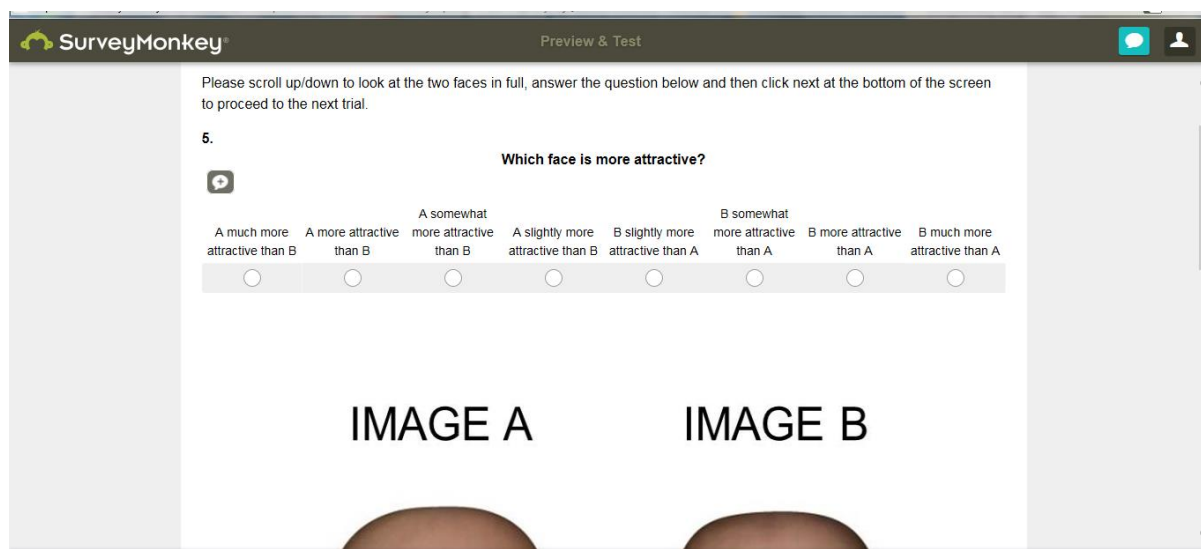 SurveyMonkey®
Preview & Test
Please scroll up/down to look at the two faces in full, answer the question below and then click next at the bottom of the screen
to proceed to the next trial.
5.
Which face is more attractive?
A much more attractive than B
A more attractive than B
A somewhat more attractive than B
A slightly more attractive than B
B slightly more attractive than A
B somewhat more attractive than A
B more attractive than A
B much more attractive than A
IMAGE A
IMAGE B